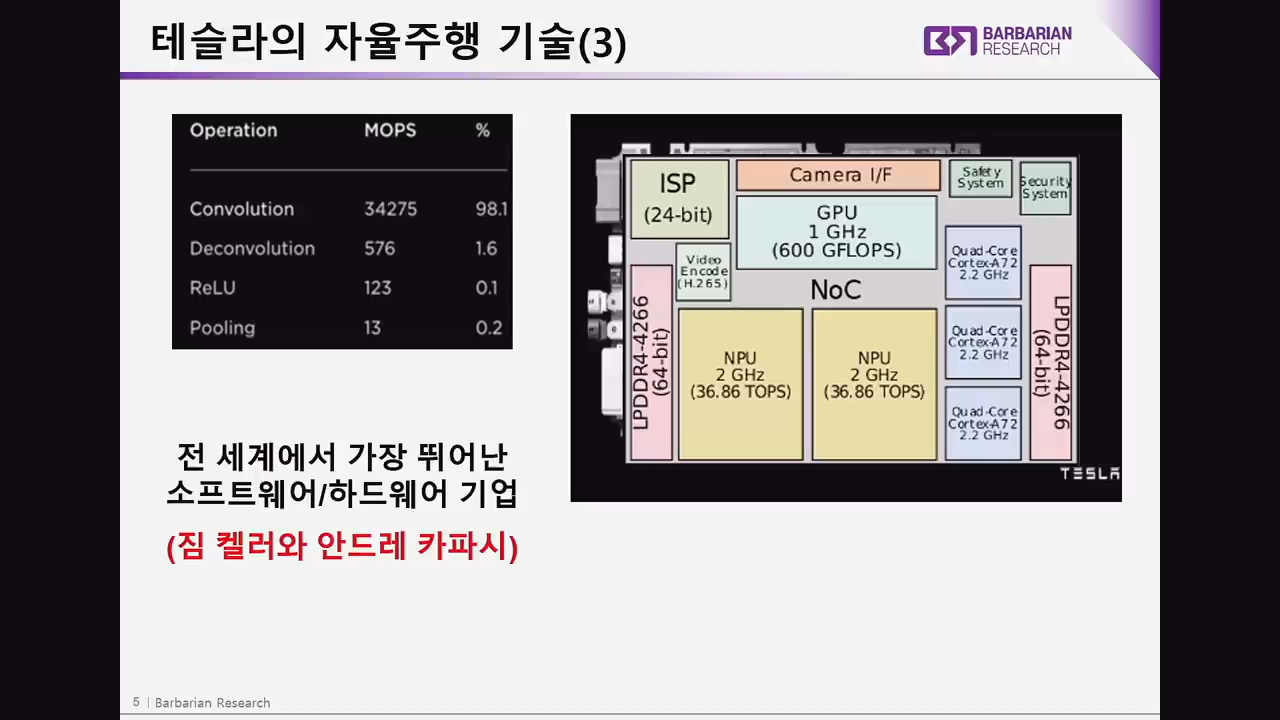 테슬라의 자율주행 기술(3)
BARBARIAN
RESEARCH
Operation MOPS %
Convolution 34275 98.1
Deconvolution 576 1.6
ReLU 123 0.1
Pooling 13 0.2
ISP
(24-bit)
Camera I/F
Safety
System
Security
System
GPU
1 GHz
(600 GFLOPS)
Video
Encode
(H.265)
NoC
Quad-Core
Cortex-A72
2.2 GHz
Quad-Core
Cortex-A72
2.2 GHz
Quad-Core
Cortex-A72
2.2 GHz
LPDDR4-4266
(64-bit)
NPU
2 GHz
(36.86 TOPS)
NPU
2 GHz
(36.86 TOPS)
LPDDR4-4266
(64-bit)
TESLA
전 세계에서 가장 뛰어난
소프트웨어/하드웨어 기업
(짐 켈러와 안드레 카파시)
5 | Barbarian Research